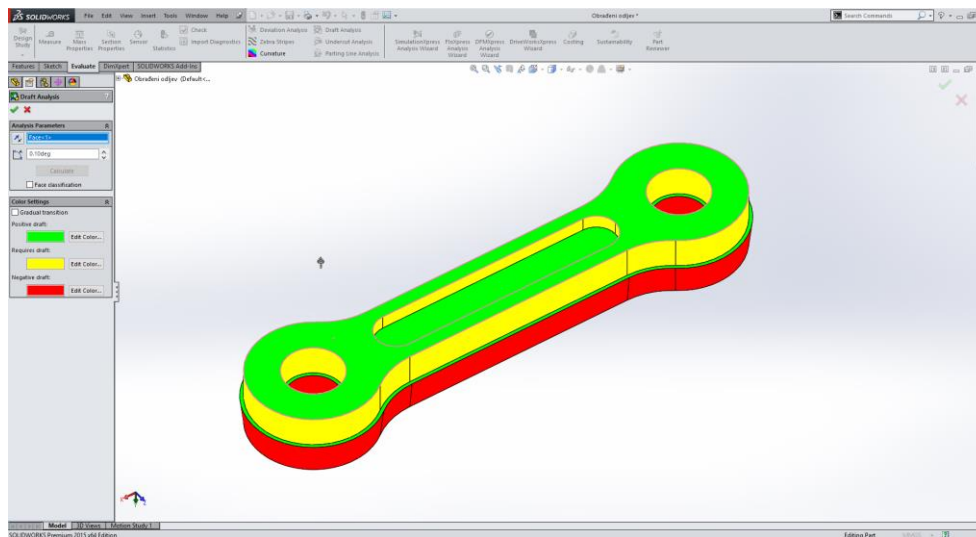 SOLIDWORKS File Edit View Insert Tools Window Help
Obrađeni odljev *
Search Commands
Design Study
Measure
Mass Properties
Section Properties
Sensor
Statistics
Check
Import Diagnostics
Deviation Analysis
Zebra Stripes
Curvature
Draft Analysis
Undercut Analysis
Parting Line Analysis
SimulationXpress Analysis Wizard
FloXpress Analysis Wizard
DFMXpress Analysis Wizard
DriveWorksXpress Wizard
Costing
Sustainability
Part Reviewer
Features Sketch Evaluate DimXpert SOLIDWORKS Add-Ins
Obrađeni odljev (Default<...
Draft Analysis
Analysis Parameters
0.10deg
Calculate
Face classification
Color Settings
Gradual transition
Positive draft:
Edit Color...
Requires draft:
Edit Color...
Negative draft:
Edit Color...
Model 3D Views Motion Study 1
SOLIDWORKS Premium 2015 x64 Edition
Editing Part
MMGS